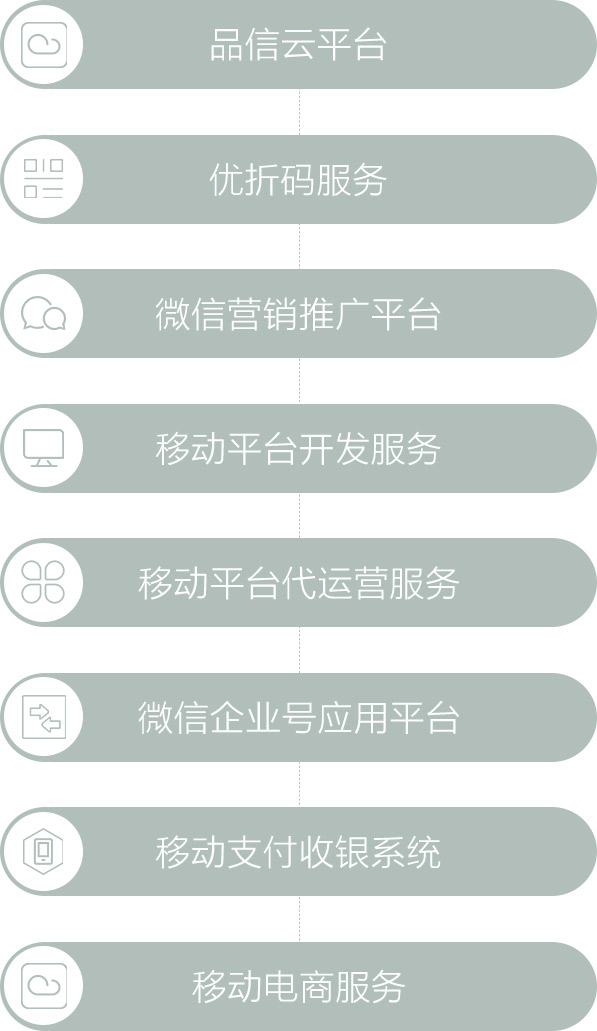 品信云平台
优折码服务
微信营销推广平台
移动平台开发服务
移动平台代运营服务
微信企业号应用平台
移动支付收银系统
移动电商服务